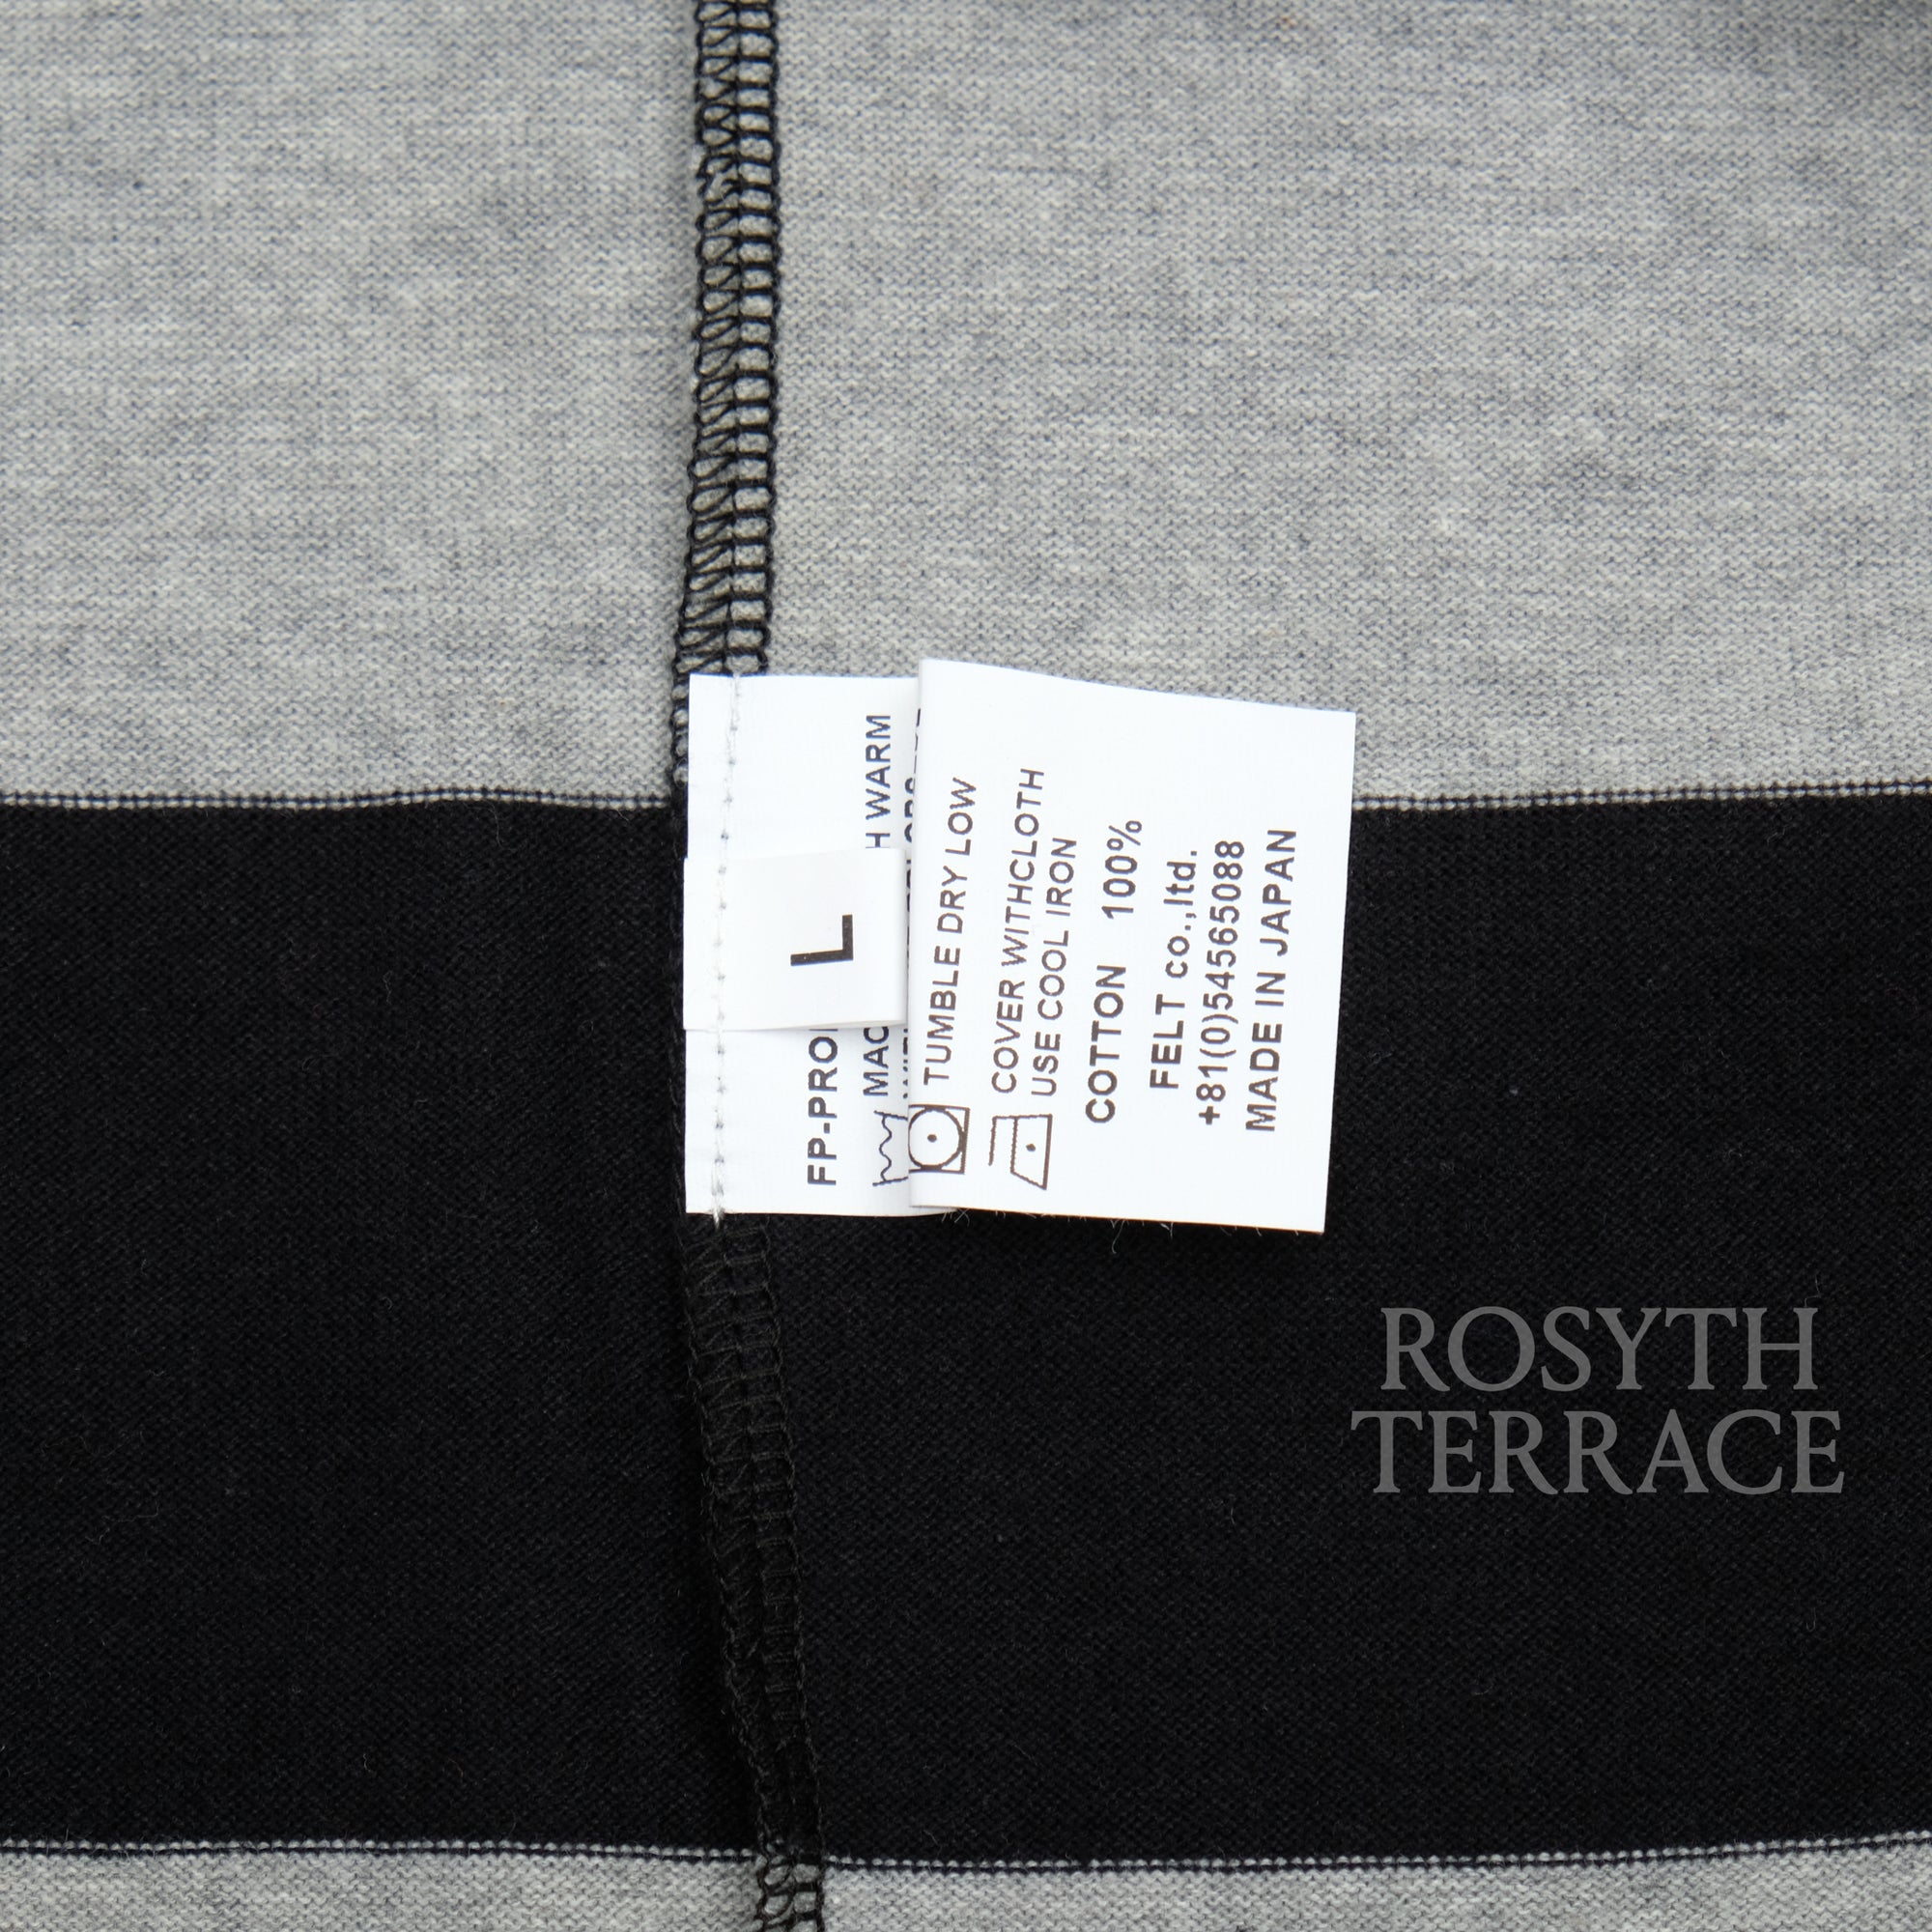 L
FP-PRO
MAC H WARM
TUMBLE DRY LOW
COVER WITHCLOTH
USE COOL IRON
COTTON 100%
FELT co.,ltd.
+81(0)54565088
MADE IN JAPAN
ROSYTH
TERRACE